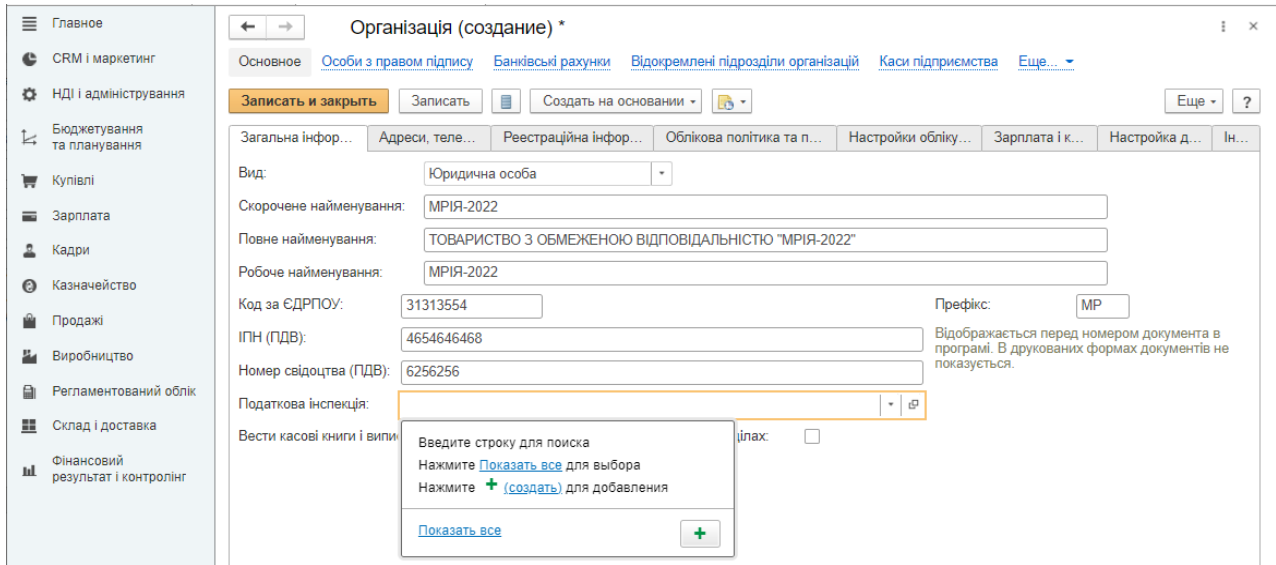 Главное
CRM і маркетинг
НДІ і адміністрування
Бюджетування
та планування
Купівлі
Зарплата
Кадри
Казначейство
Продажі
Виробництво
Регламентований облік
Склад і доставка
Фінансовий
результат і контролінг
Організація (создание) *
Основное Особи з правом підпису Банківські рахунки Відокремлені підрозділи організацій Каси підприємства Еще...
Записать и закрыть Записать Создать на основании Еще ?
Загальна інфор... Адреси, теле... Реєстраційна інфор... Облікова політика та п... Настройки обліку... Зарплата і к... Настройка д... Ін...
Вид: Юридична особа
Скорочене найменування: МРІЯ-2022
Повне найменування: ТОВАРИСТВО З ОБМЕЖЕНОЮ ВІДПОВІДАЛЬНІСТЮ "МРІЯ-2022"
Робоче найменування: МРІЯ-2022
Код за ЄДРПОУ: 31313554 Префікс: МР
ІПН (ПДВ): 4654646468
Відображається перед номером документа в
програмі. В друкованих формах документів не
показується.
Номер свідоцтва (ПДВ): 6256256
Податкова інспекція:
Вести касові книги і випи ділах:
Введите строку для поиска
Нажмите Показать все для выбора
Нажмите + (создать) для добавления
Показать все +